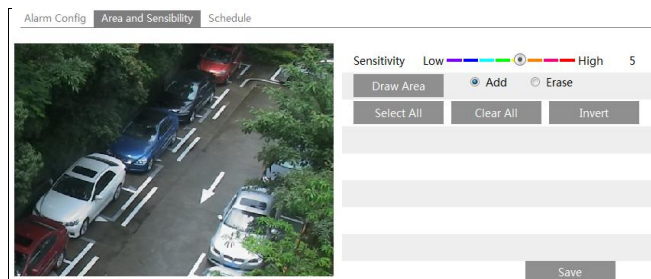 Alarm Config Area and Sensibility Schedule
Sensitivity Low High 5
Draw Area Add Erase
Select All Clear All Invert
Save